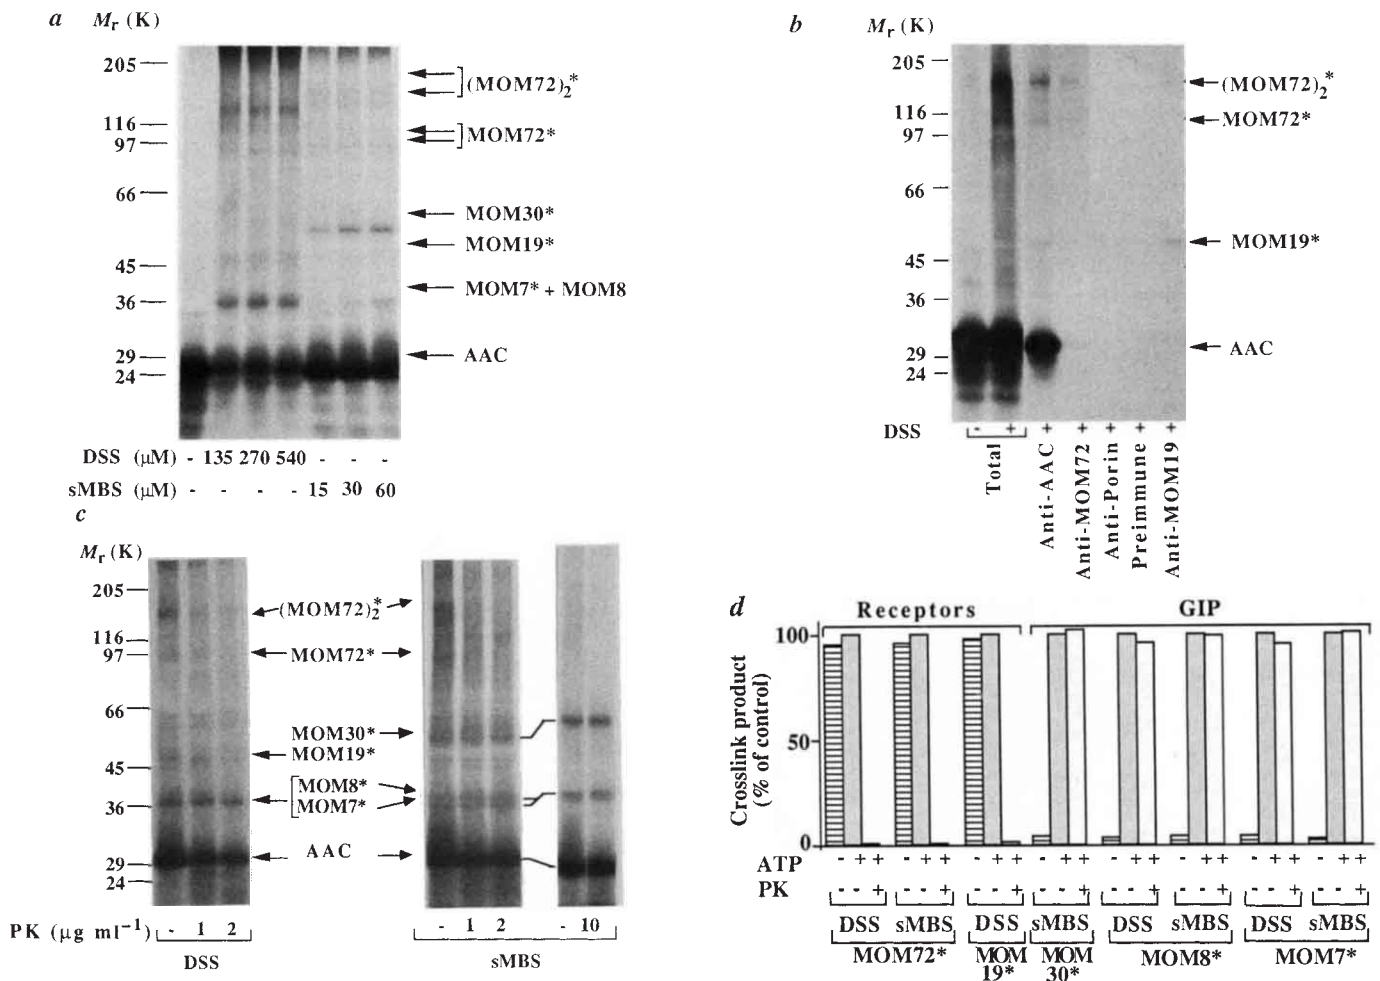 a
Mr (K)
205
116
97
66
45
36
29
24
(MOM72)2*
MOM72*
MOM30*
MOM19*
MOM7* + MOM8
AAC
DSS (μM) - 135 270 540 - - -
sMBS (μM) - - - - 15 30 60
b
Mr (K)
205
116
97
66
45
36
29
24
(MOM72)2*
MOM72*
MOM19*
AAC
DSS - + + + + + +
Total
Anti-AAC
Anti-MOM72
Anti-Porin
Preimmune
Anti-MOM19
c
Mr (K)
205
116
97
66
45
36
29
24
(MOM72)2*
MOM72*
MOM30*
MOM19*
MOM8*
MOM7*
AAC
PK (μg ml⁻¹) - 1 2 - 1 2 - 10
DSS sMBS
d
Receptors GIP
Crosslink product
(% of control)
100
50
0
ATP - + + - + + - + + - + + - + + - + + - + + - + +
PK - - + - - + - - + - - + - - + - - + - - + - - +
DSS sMBS DSS sMBS DSS sMBS DSS sMBS
MOM72* MOM 19* MOM 30* MOM8* MOM7*